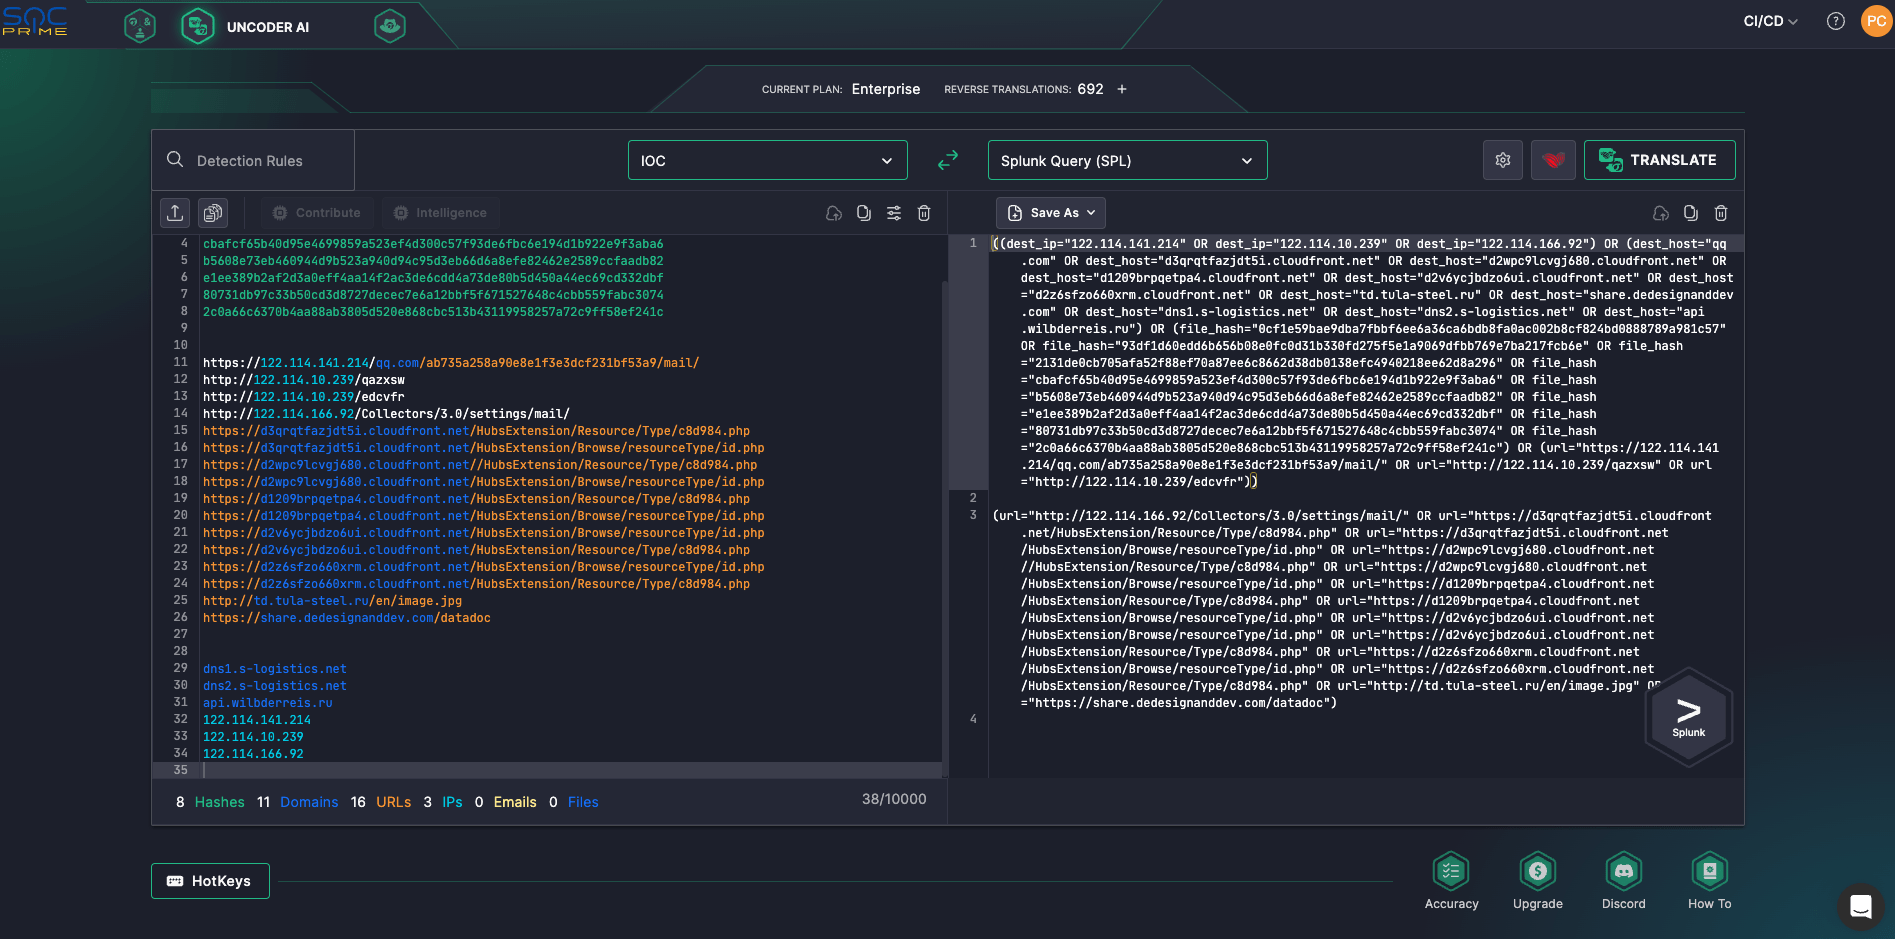 SOC
PRIME
UNCODER AI
CI/CD
PC
CURRENT PLAN: Enterprise REVERSE TRANSLATIONS: 692 +
Detection Rules
IOC
Splunk Query (SPL)
TRANSLATE
Contribute
Intelligence
Save As
4 cbafcf65b40d95e4699859a523ef4d300c57f93de6fbc6e194d1b922e9f3aba6
5 b5608e73eb460944d9b523a940d94c95d3eb66d6a8efe82462e2589ccfaadb82
6 e1ee389b2af2d3a0eff4aa14f2ac3de6cdd4a73de80b5d450a44ec69cd332dbf
7 80731db97c33b50cd3d8727decec7e6a12bbf5f671527648c4cbb559fabc3074
8 2c0a66c6370b4aa88ab3805d520e868cbc513b43119958257a72c9ff58ef241c
9
10
11 https://122.114.141.214/qq.com/ab735a258a90e8e1f3e3dcf231bf53a9/mail/
12 http://122.114.10.239/qazxsw
13 http://122.114.10.239/edcvfr
14 http://122.114.166.92/Collectors/3.0/settings/mail/
15 https://d3qrqtfazjdt5i.cloudfront.net/HubsExtension/Resource/Type/c8d984.php
16 https://d3qrqtfazjdt5i.cloudfront.net/HubsExtension/Browse/resourceType/id.php
17 https://d2wpc9lcvgj680.cloudfront.net//HubsExtension/Resource/Type/c8d984.php
18 https://d2wpc9lcvgj680.cloudfront.net/HubsExtension/Browse/resourceType/id.php
19 https://d1209brpqetpa4.cloudfront.net/HubsExtension/Resource/Type/c8d984.php
20 https://d1209brpqetpa4.cloudfront.net/HubsExtension/Browse/resourceType/id.php
21 https://d2v6ycjbdzo6ui.cloudfront.net/HubsExtension/Browse/resourceType/id.php
22 https://d2v6ycjbdzo6ui.cloudfront.net/HubsExtension/Resource/Type/c8d984.php
23 https://d2z6sfzo660xrm.cloudfront.net/HubsExtension/Browse/resourceType/id.php
24 https://d2z6sfzo660xrm.cloudfront.net/HubsExtension/Resource/Type/c8d984.php
25 http://td.tula-steel.ru/en/image.jpg
26 https://share.dedesignanddev.com/datadoc
27
28
29 dns1.s-logistics.net
30 dns2.s-logistics.net
31 api.wilbderreis.ru
32 122.114.141.214
33 122.114.10.239
34 122.114.166.92
35
1 ((dest_ip="122.114.141.214" OR dest_ip="122.114.10.239" OR dest_ip="122.114.166.92") OR (dest_host="qq
.com" OR dest_host="d3qrqtfazjdt5i.cloudfront.net" OR dest_host="d2wpc9lcvgj680.cloudfront.net" OR
dest_host="d1209brpqetpa4.cloudfront.net" OR dest_host="d2v6ycjbdzo6ui.cloudfront.net" OR dest_host
="d2z6sfzo660xrm.cloudfront.net" OR dest_host="td.tula-steel.ru" OR dest_host="share.dedesignanddev
.com" OR dest_host="dns1.s-logistics.net" OR dest_host="dns2.s-logistics.net" OR dest_host="api
.wilbderreis.ru") OR (file_hash="0cf1e59bae9dba7fbbf6ee6a36ca6bdb8fa0ac002b8cf824bd0888789a981c57"
OR file_hash="93df1d60edd6b656b08e0fc0d31b330fd275f5e1a9069dfbb769e7ba217fcb6e" OR file_hash
="2131de0cb705afa52f88ef70a87ee6c8662d38db0138efc4940218ee62d8a296" OR file_hash
="cbafcf65b40d95e4699859a523ef4d300c57f93de6fbc6e194d1b922e9f3aba6" OR file_hash
="b5608e73eb460944d9b523a940d94c95d3eb66d6a8efe82462e2589ccfaadb82" OR file_hash
="e1ee389b2af2d3a0eff4aa14f2ac3de6cdd4a73de80b5d450a44ec69cd332dbf" OR file_hash
="80731db97c33b50cd3d8727decec7e6a12bbf5f671527648c4cbb559fabc3074" OR file_hash
="2c0a66c6370b4aa88ab3805d520e868cbc513b43119958257a72c9ff58ef241c") OR (url="https://122.114.141
.214/qq.com/ab735a258a90e8e1f3e3dcf231bf53a9/mail/" OR url="http://122.114.10.239/qazxsw" OR url
="http://122.114.10.239/edcvfr"))
2
3 (url="http://122.114.166.92/Collectors/3.0/settings/mail/" OR url="https://d3qrqtfazjdt5i.cloudfront
.net/HubsExtension/Resource/Type/c8d984.php" OR url="https://d3qrqtfazjdt5i.cloudfront.net
/HubsExtension/Browse/resourceType/id.php" OR url="https://d2wpc9lcvgj680.cloudfront.net
//HubsExtension/Resource/Type/c8d984.php" OR url="https://d2wpc9lcvgj680.cloudfront.net
/HubsExtension/Browse/resourceType/id.php" OR url="https://d1209brpqetpa4.cloudfront.net
/HubsExtension/Resource/Type/c8d984.php" OR url="https://d1209brpqetpa4.cloudfront.net
/HubsExtension/Browse/resourceType/id.php" OR url="https://d2v6ycjbdzo6ui.cloudfront.net
/HubsExtension/Browse/resourceType/id.php" OR url="https://d2v6ycjbdzo6ui.cloudfront.net
/HubsExtension/Resource/Type/c8d984.php" OR url="https://d2z6sfzo660xrm.cloudfront.net
/HubsExtension/Browse/resourceType/id.php" OR url="https://d2z6sfzo660xrm.cloudfront.net
/HubsExtension/Resource/Type/c8d984.php" OR url="http://td.tula-steel.ru/en/image.jpg"
="https://share.dedesignanddev.com/datadoc")
4
>
Splunk
8 Hashes 11 Domains 16 URLs 3 IPs 0 Emails 0 Files
38/10000
HotKeys
Accuracy
Upgrade
Discord
How To